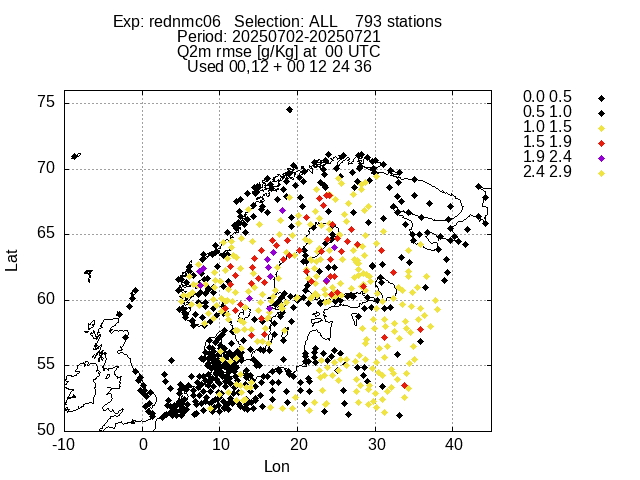 Exp: rednmc06   Selection: ALL    793 stations
Period: 20250702-20250721
Q2m rmse [g/Kg] at  00 UTC
Used 00,12 + 00 12 24 36
0.0 0.5
0.5 1.0
1.0 1.5
1.5 1.9
1.9 2.4
2.4 2.9
75
70
65
60
55
50
Lat
-10 0 10 20 30 40
Lon